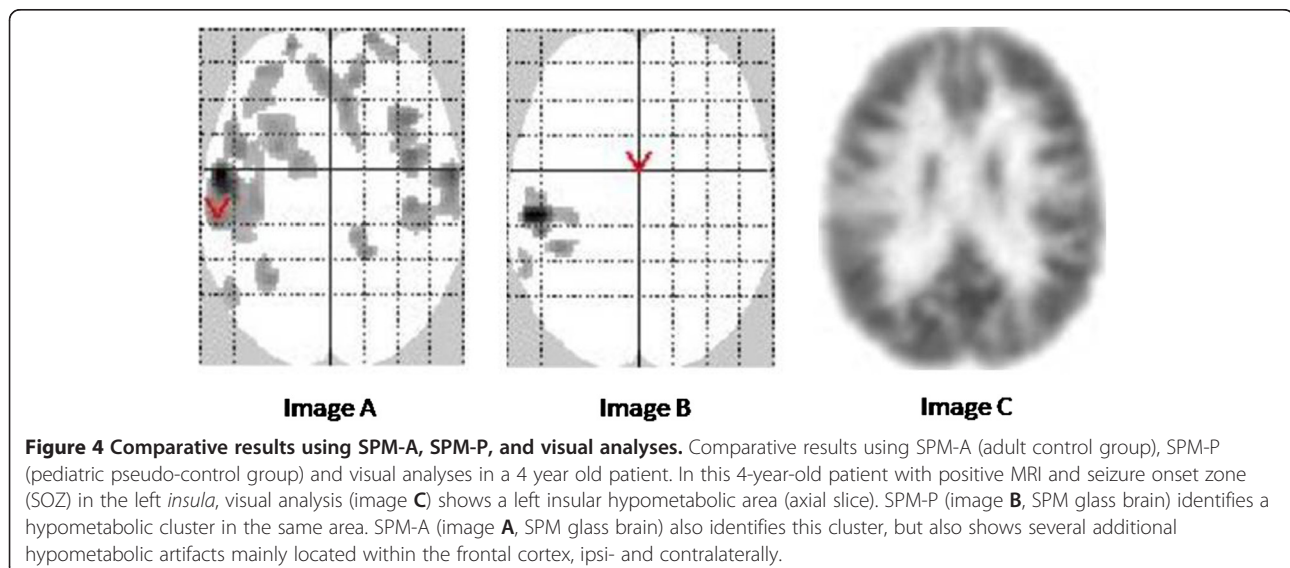 Image A Image B Image C
Figure 4 Comparative results using SPM-A, SPM-P, and visual analyses. Comparative results using SPM-A (adult control group), SPM-P
(pediatric pseudo-control group) and visual analyses in a 4 year old patient. In this 4-year-old patient with positive MRI and seizure onset zone
(SOZ) in the left insula, visual analysis (image C) shows a left insular hypometabolic area (axial slice). SPM-P (image B, SPM glass brain) identifies a
hypometabolic cluster in the same area. SPM-A (image A, SPM glass brain) also identifies this cluster, but also shows several additional
hypometabolic artifacts mainly located within the frontal cortex, ipsi- and contralaterally.